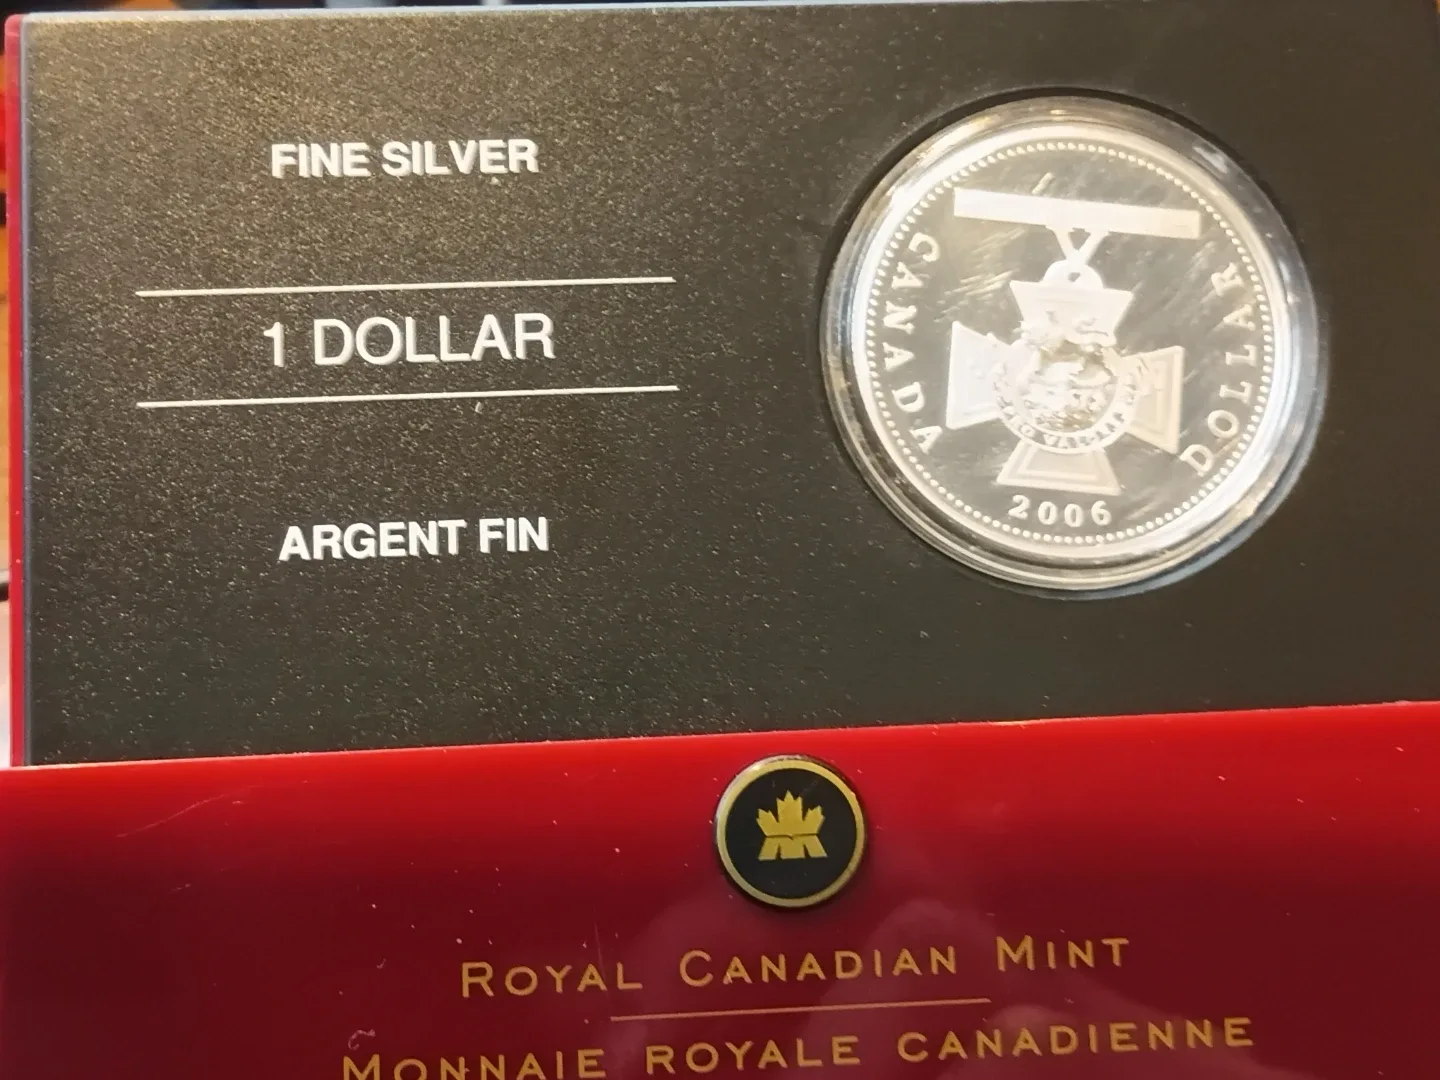 FINE SILVER
1 DOLLAR
ARGENT FIN
CANADA
DOLLAR
2006
ROYAL CANADIAN MINT
MONNAIE ROYALE CANADIENNE